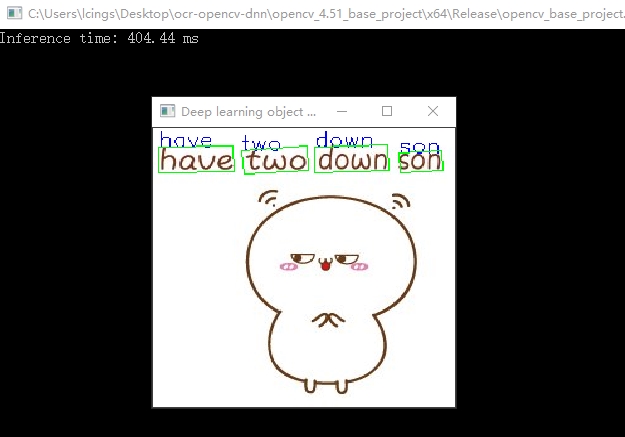 C:\Users\lcings\Desktop\ocr-opencv-dnn\opencv_4.51_base_project\x64\Release\opencv_base_project.
Inference time: 404.44 ms
Deep learning object ...
have two down son
have two down son